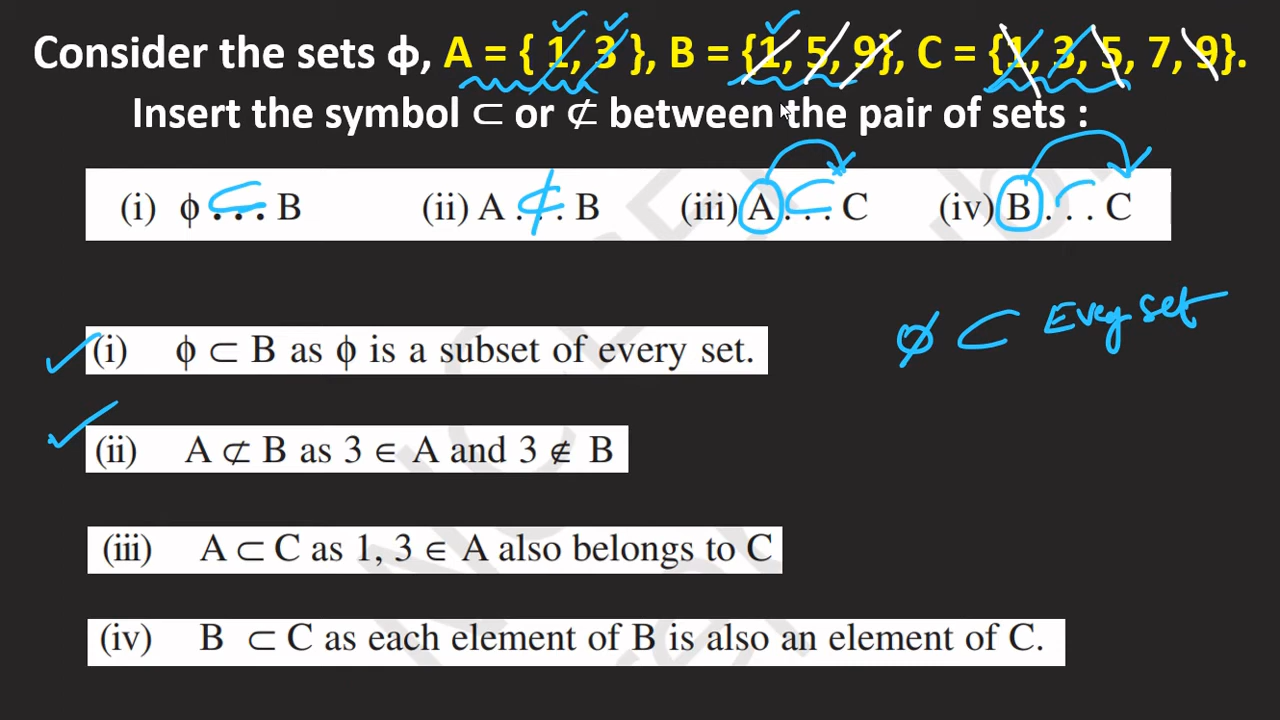 Consider the sets ϕ, A = { 1, 3 }, B = {1, 5, 9}, C = {1, 3, 5, 7, 9}.
Insert the symbol ⊂ or ⊄ between the pair of sets :
(i) ϕ ⊂ . . . B (ii) A . ⊄ . B (iii) A ⊂ . . . C (iv) B ⊂ . . . C
ϕ ⊂ Every set
(i) ϕ ⊂ B as ϕ is a subset of every set.
(ii) A ⊄ B as 3 ∈ A and 3 ∉ B
(iii) A ⊂ C as 1, 3 ∈ A also belongs to C
(iv) B ⊂ C as each element of B is also an element of C.